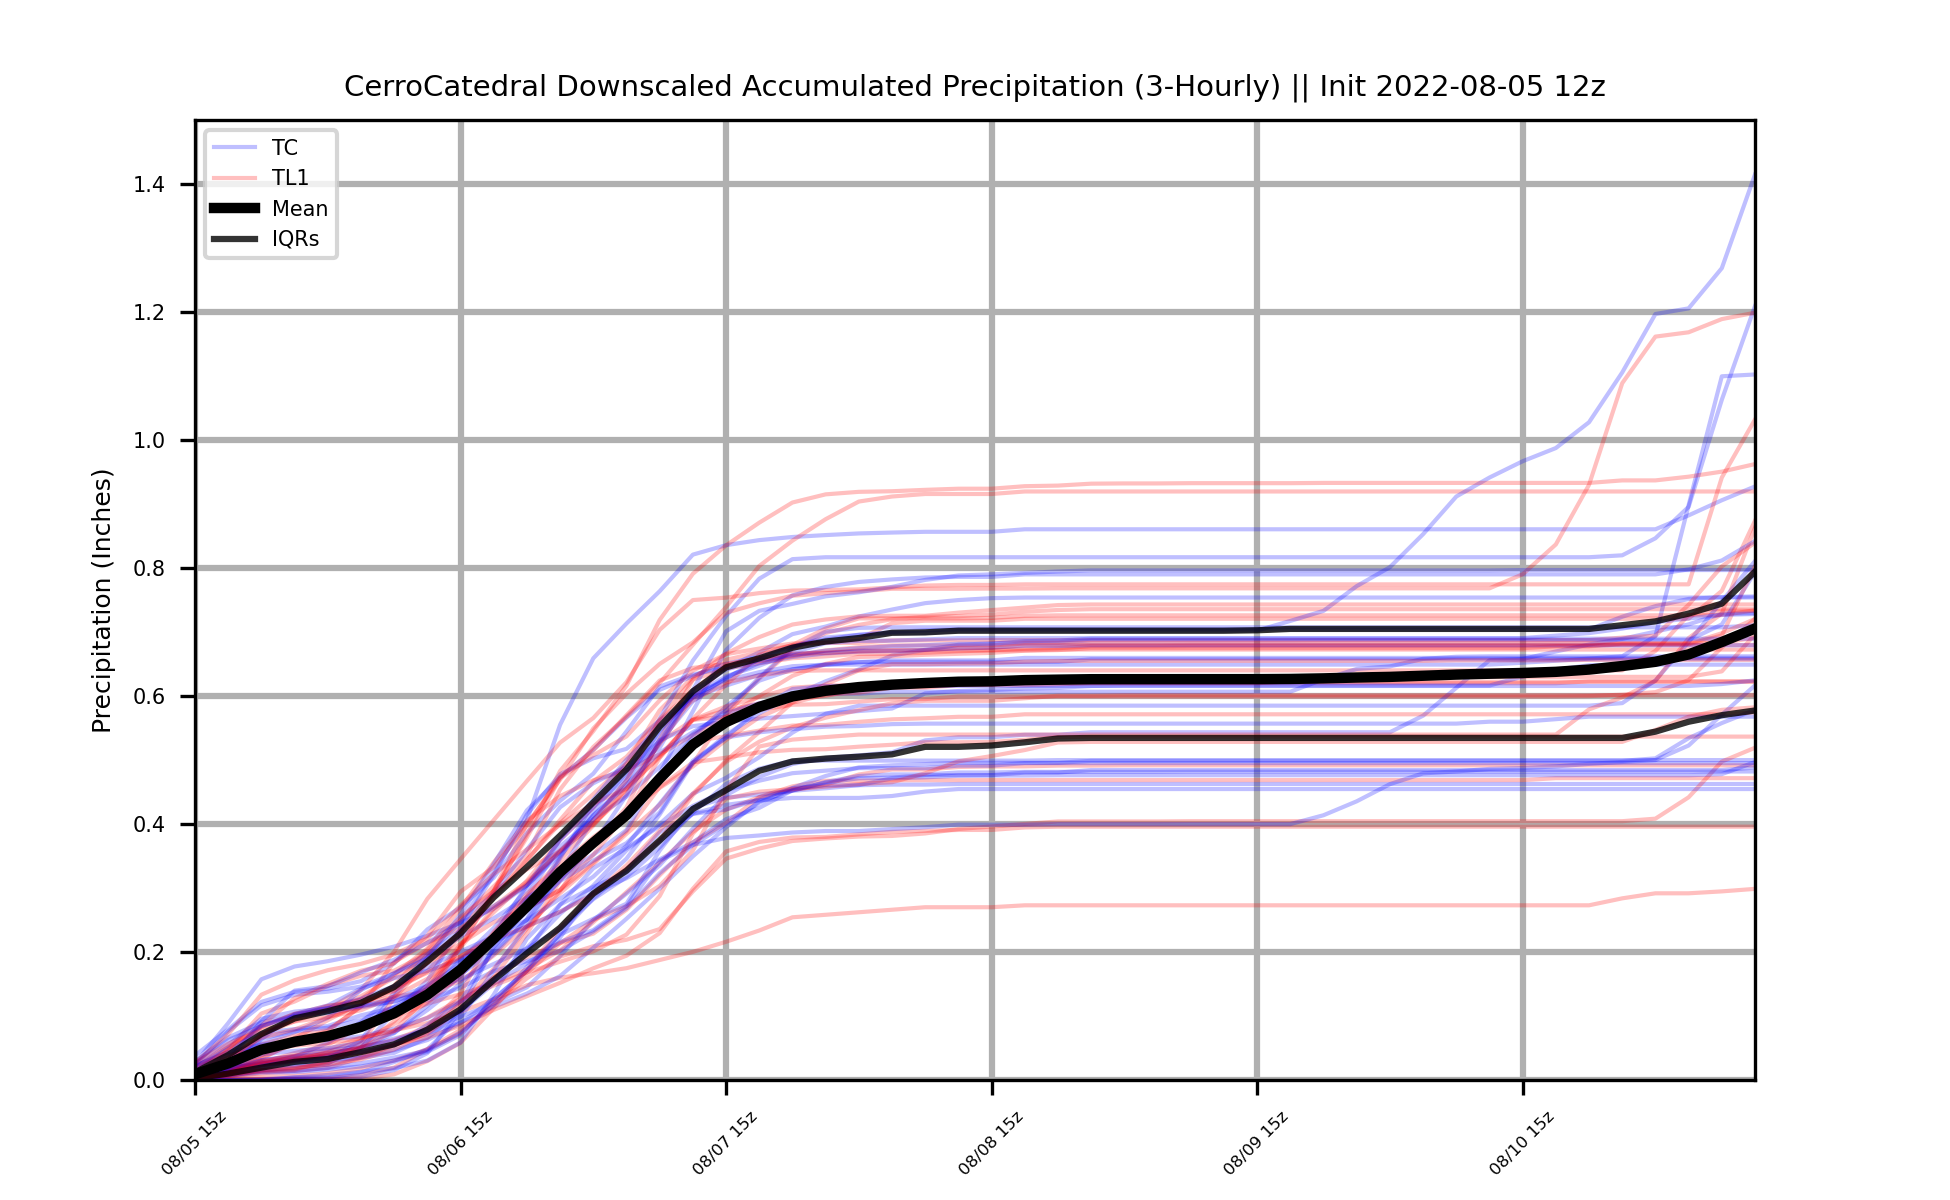 CerroCatedral Downscaled Accumulated Precipitation (3-Hourly) || Init 2022-08-05 12z
TC
TL1
Mean
IQRs
Precipitation (Inches)
1.4
1.2
1.0
0.8
0.6
0.4
0.2
0.0
08/05 15z
08/06 15z
08/07 15z
08/08 15z
08/09 15z
08/10 15z